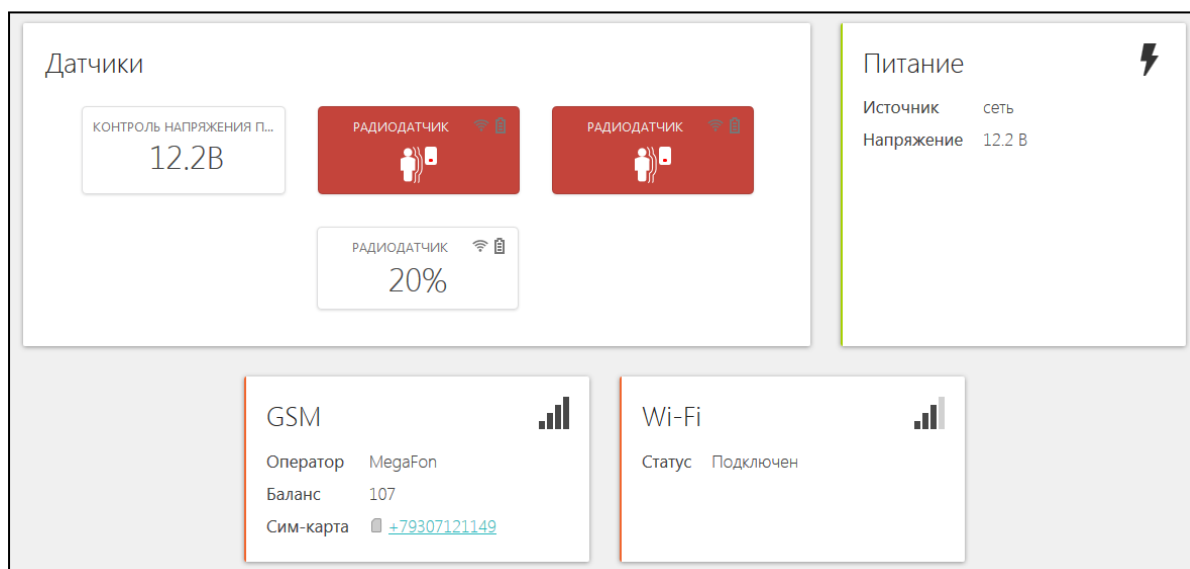 Датчики
КОНТРОЛЬ НАПРЯЖЕНИЯ П...
12.2В
РАДИОДАТЧИК
РАДИОДАТЧИК
РАДИОДАТЧИК
20%
Питание
Источник сеть
Напряжение 12.2 В
GSM
Оператор MegaFon
Баланс 107
Сим-карта +79307121149
Wi-Fi
Статус Подключен